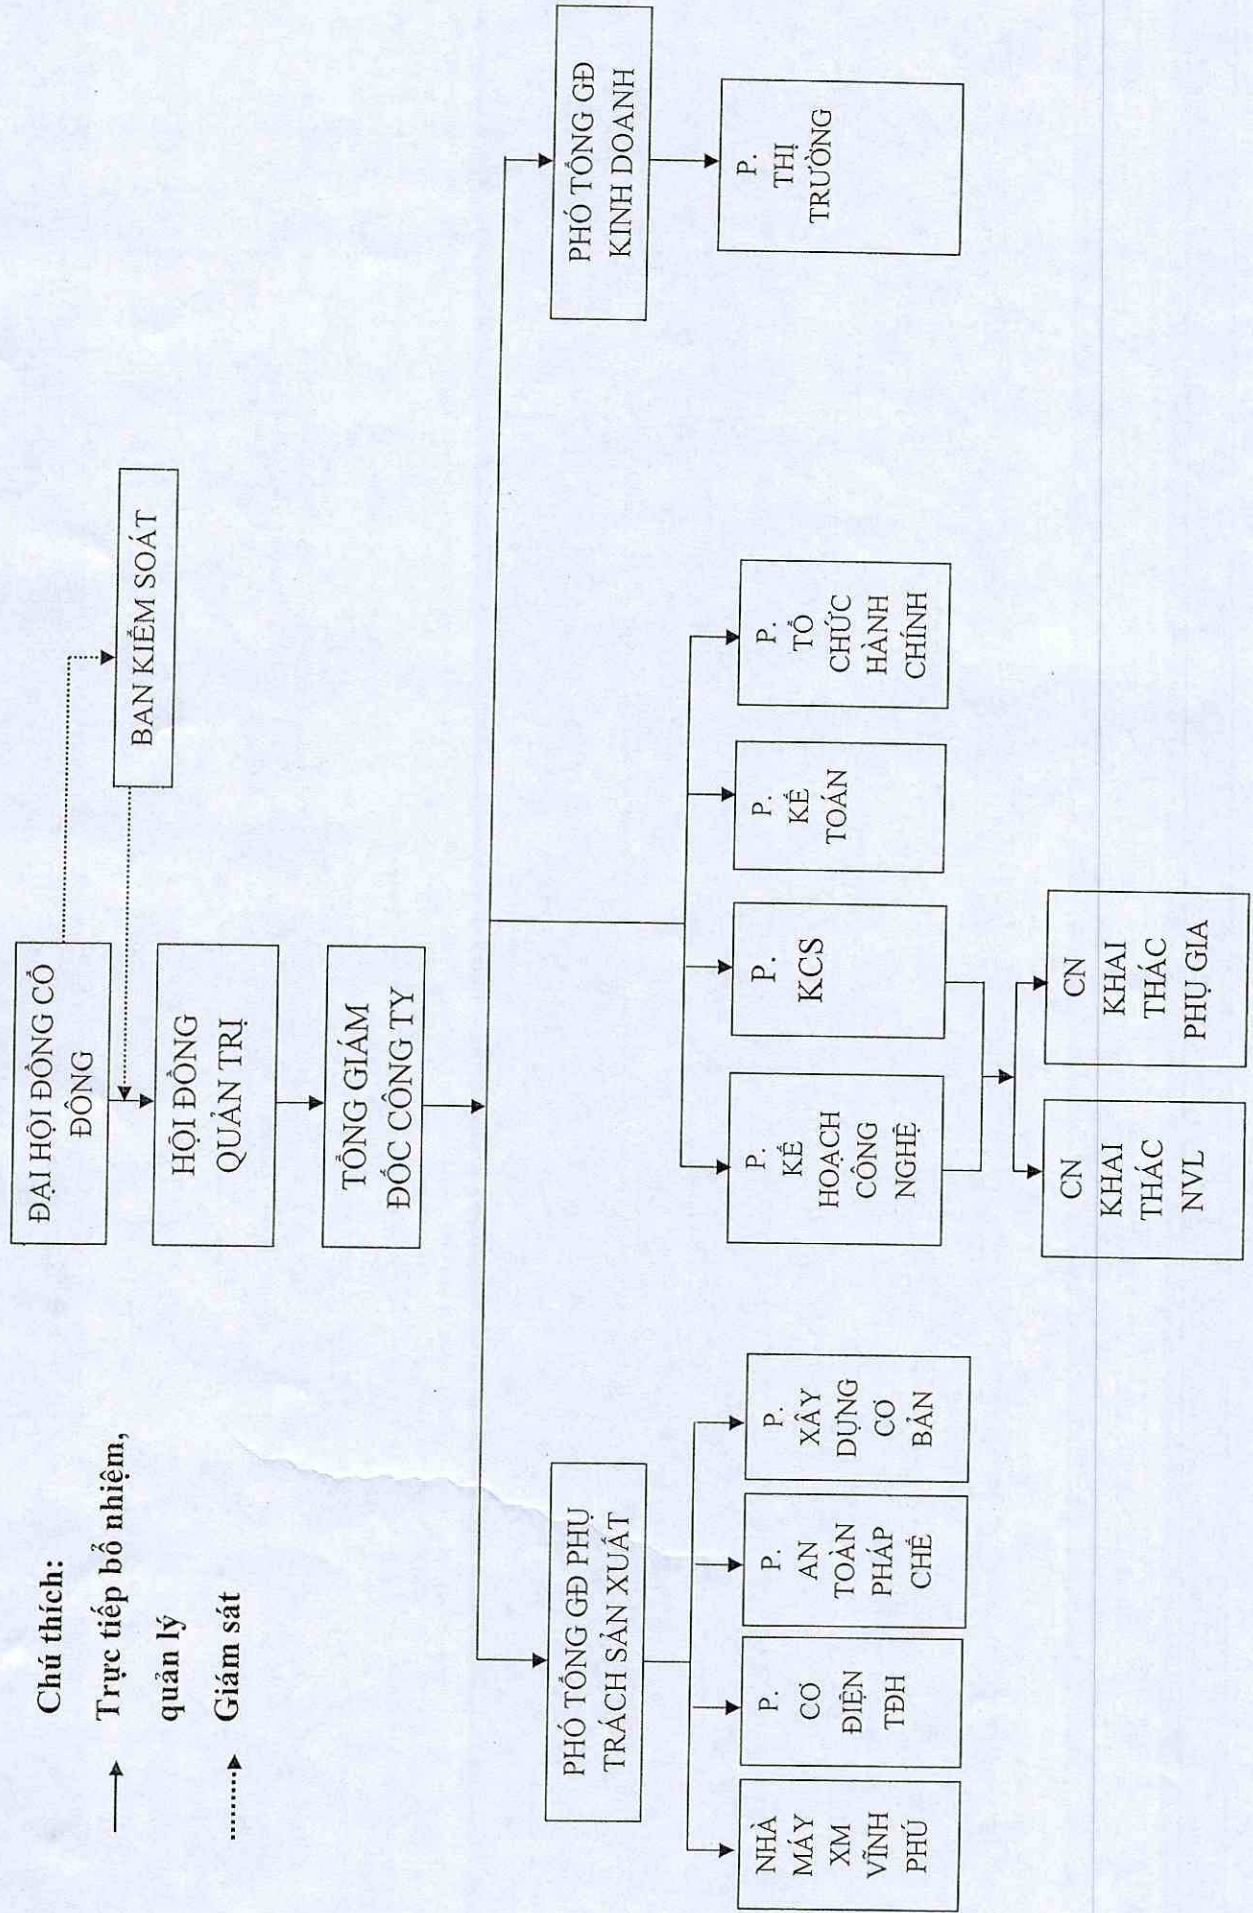 Chú thích:
Trực tiếp bổ nhiệm,
quản lý
Giám sát
ĐẠI HỘI ĐỒNG CỔ
ĐÔNG
BAN KIỂM SOÁT
HỘI ĐỒNG
QUẢN TRỊ
TỔNG GIÁM
ĐỐC CÔNG TY
PHÓ TỔNG GĐ PHỤ
TRÁCH SẢN XUẤT
PHÓ TỔNG GĐ
KINH DOANH
NHÀ
MÁY
XM
VĨNH
PHÚ
P.
CƠ
ĐIỆN
TĐH
P.
AN
TOÀN
PHÁP
CHẾ
P.
XÂY
DỰNG
CƠ
BẢN
P.
KẾ
HOẠCH
CÔNG
NGHỆ
P.
KCS
P.
KẾ
TOÁN
P.
TỔ
CHỨC
HÀNH
CHÍNH
P.
THỊ
TRƯỜNG
CN
KHAI
THÁC
NVL
CN
KHAI
THÁC
PHỤ GIA